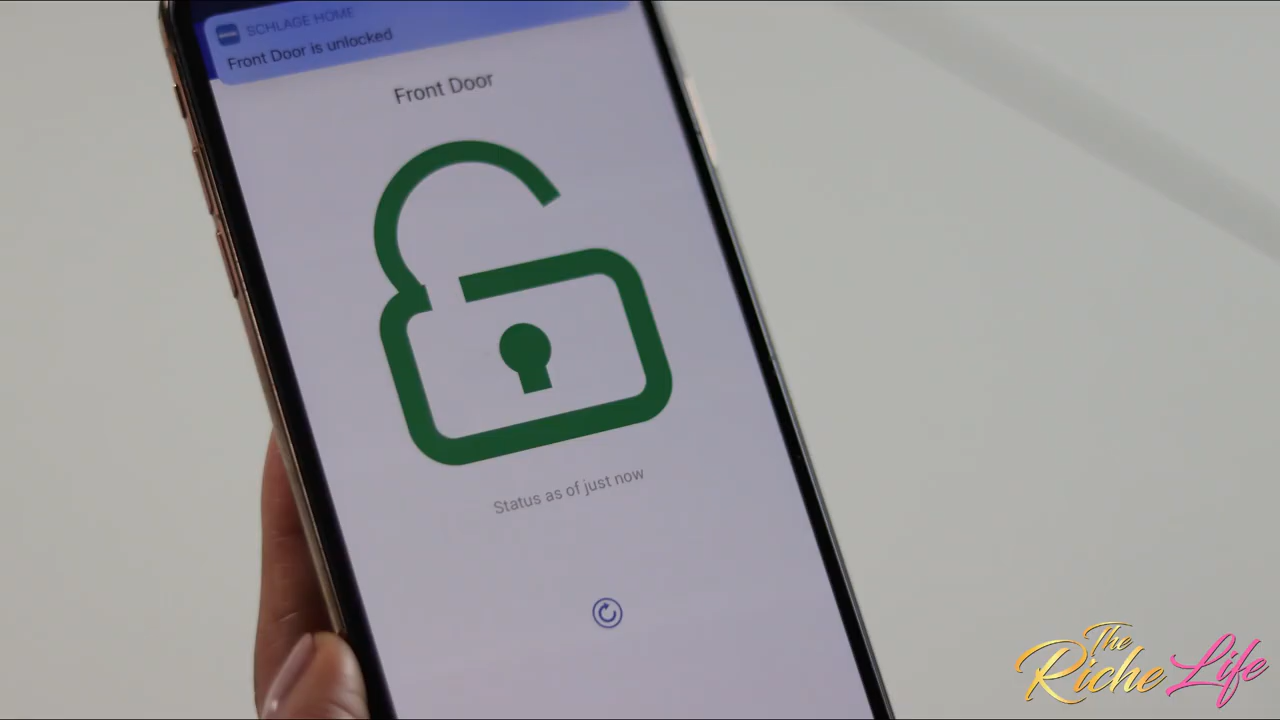 SCHLAGE HOME
Front Door is unlocked
Front Door
Status as of just now
The
Riche Life